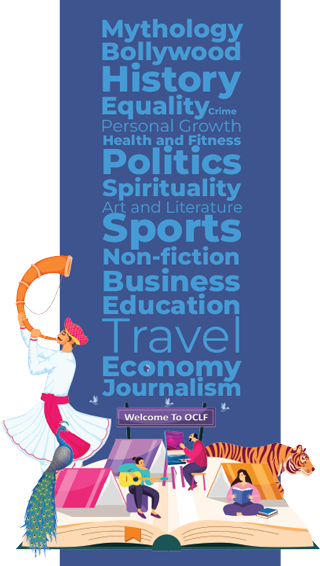 Mythology
Bollywood
History
Equality Crime
Personal Growth
Health and Fitness
Politics
Spirituality
Art and Literature
Sports
Non-fiction
Business
Education
Travel
Economy
Journalism
Welcome To OCLF